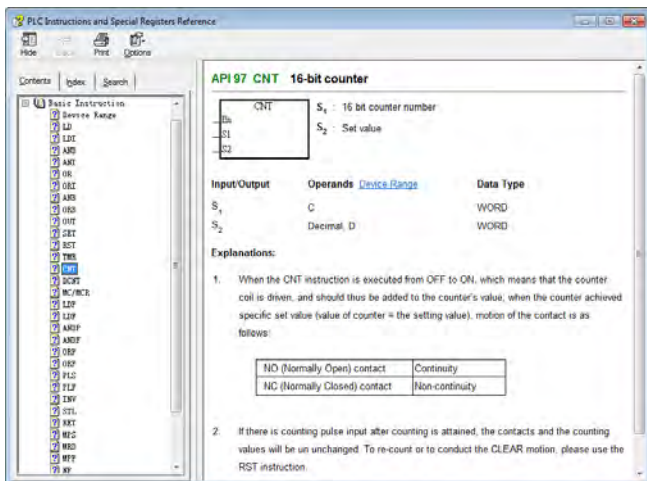 PLC Instructions and Special Registers Reference
Hide Back Print Options
Contents Index Search
Basic Instruction
Device Range
LD
LDI
AND
ANI
OR
ORI
ANB
ORB
OUT
SET
RST
TMR
CNT
DCNT
MC/MCR
LDP
LDF
ANDP
ANDF
ORP
ORF
PLS
PLF
INV
STL
RET
MPS
MRD
MPP
NP
API 97 CNT 16-bit counter
CNT
En
S1
S2
S1 : 16 bit counter number
S2 : Set value
Input/Output Operands Device Range Data Type
S1 C WORD
S2 Decimal, D WORD
Explanations:
1. When the CNT instruction is executed from OFF to ON, which means that the counter
coil is driven, and should thus be added to the counter's value; when the counter achieved
specific set value (value of counter = the setting value), motion of the contact is as
follows:
NO (Normally Open) contact Continuity
NC (Normally Closed) contact Non-continuity
2. If there is counting pulse input after counting is attained, the contacts and the counting
values will be un unchanged. To re-count or to conduct the CLEAR motion, please use the
RST instruction.